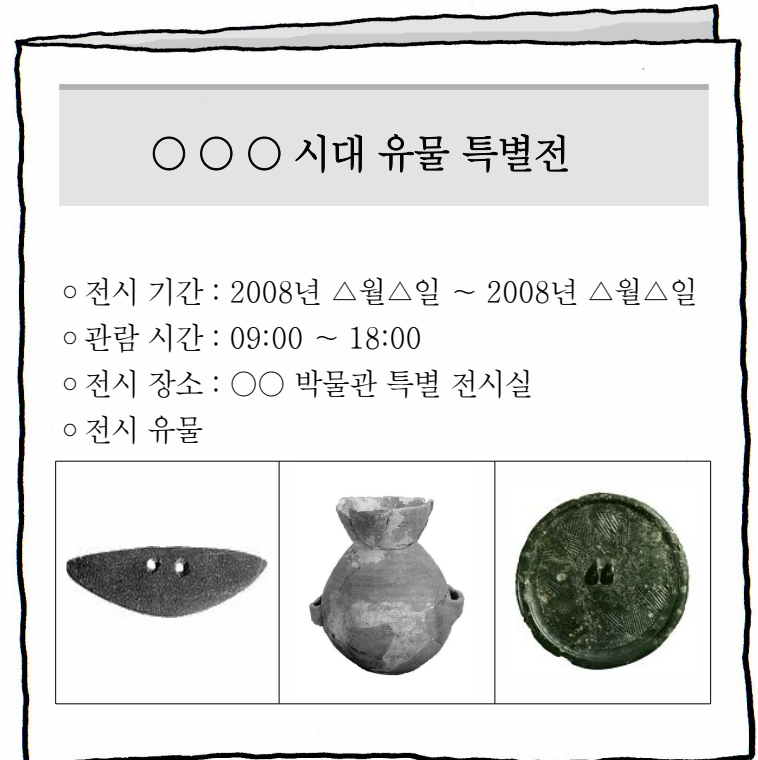 ○○○ 시대 유물 특별전
○ 전시 기간 : 2008년 △월△일 ~ 2008년 △월△일
○ 관람 시간 : 09:00 ~ 18:00
○ 전시 장소 : ○○ 박물관 특별 전시실
○ 전시 유물